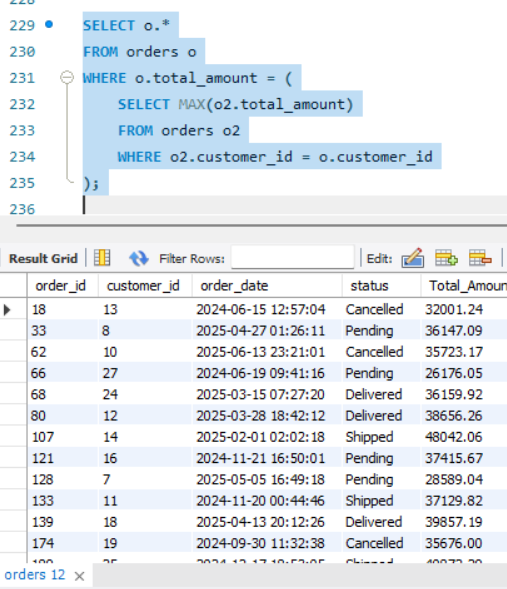 229 SELECT o.*
230 FROM orders o
231 WHERE o.total_amount = (
232 SELECT MAX(o2.total_amount)
233 FROM orders o2
234 WHERE o2.customer_id = o.customer_id
235 );
236
Result Grid Filter Rows: Edit:
order_id customer_id order_date status Total_Amoun
18 13 2024-06-15 12:57:04 Cancelled 32001.24
33 8 2025-04-27 01:26:11 Pending 36147.09
62 10 2025-06-13 23:21:01 Cancelled 35723.17
66 27 2024-06-19 09:41:16 Pending 26176.05
68 24 2025-03-15 07:27:20 Delivered 36159.92
80 12 2025-03-28 18:42:12 Delivered 38656.26
107 14 2025-02-01 02:02:18 Shipped 48042.06
121 16 2024-11-21 16:50:01 Pending 37415.67
128 7 2025-05-05 16:49:18 Pending 28589.04
133 11 2024-11-20 00:44:46 Shipped 37129.82
139 18 2025-04-13 20:12:26 Delivered 39857.19
174 19 2024-09-30 11:32:38 Cancelled 35676.00
orders 12